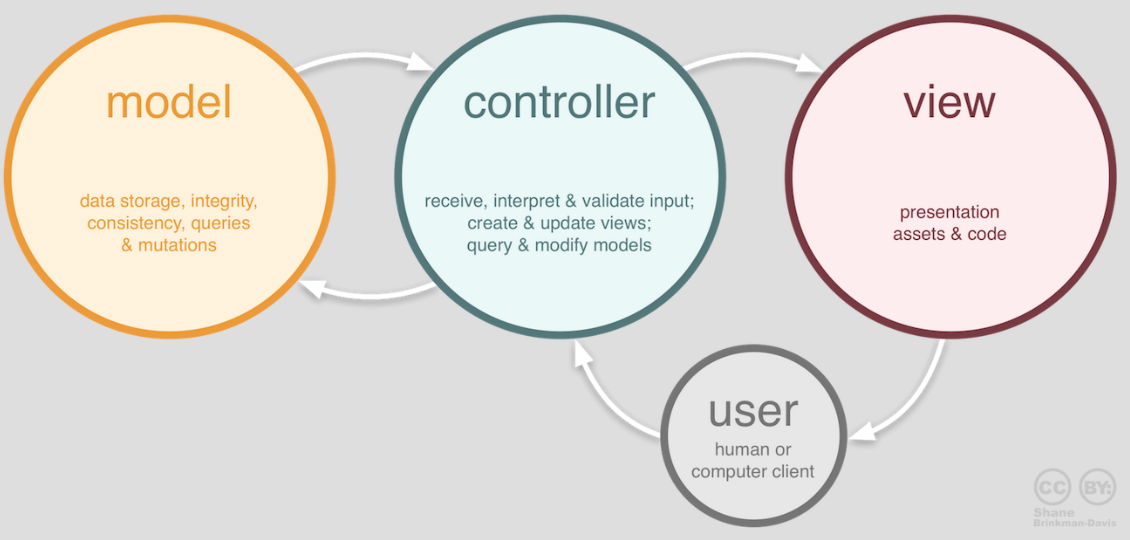 model
data storage, integrity,
consistency, queries
& mutations
controller
receive, interpret & validate input;
create & update views;
query & modify models
view
presentation
assets & code
user
human or
computer client
CC BY:
Shane
Brinkman-Davis